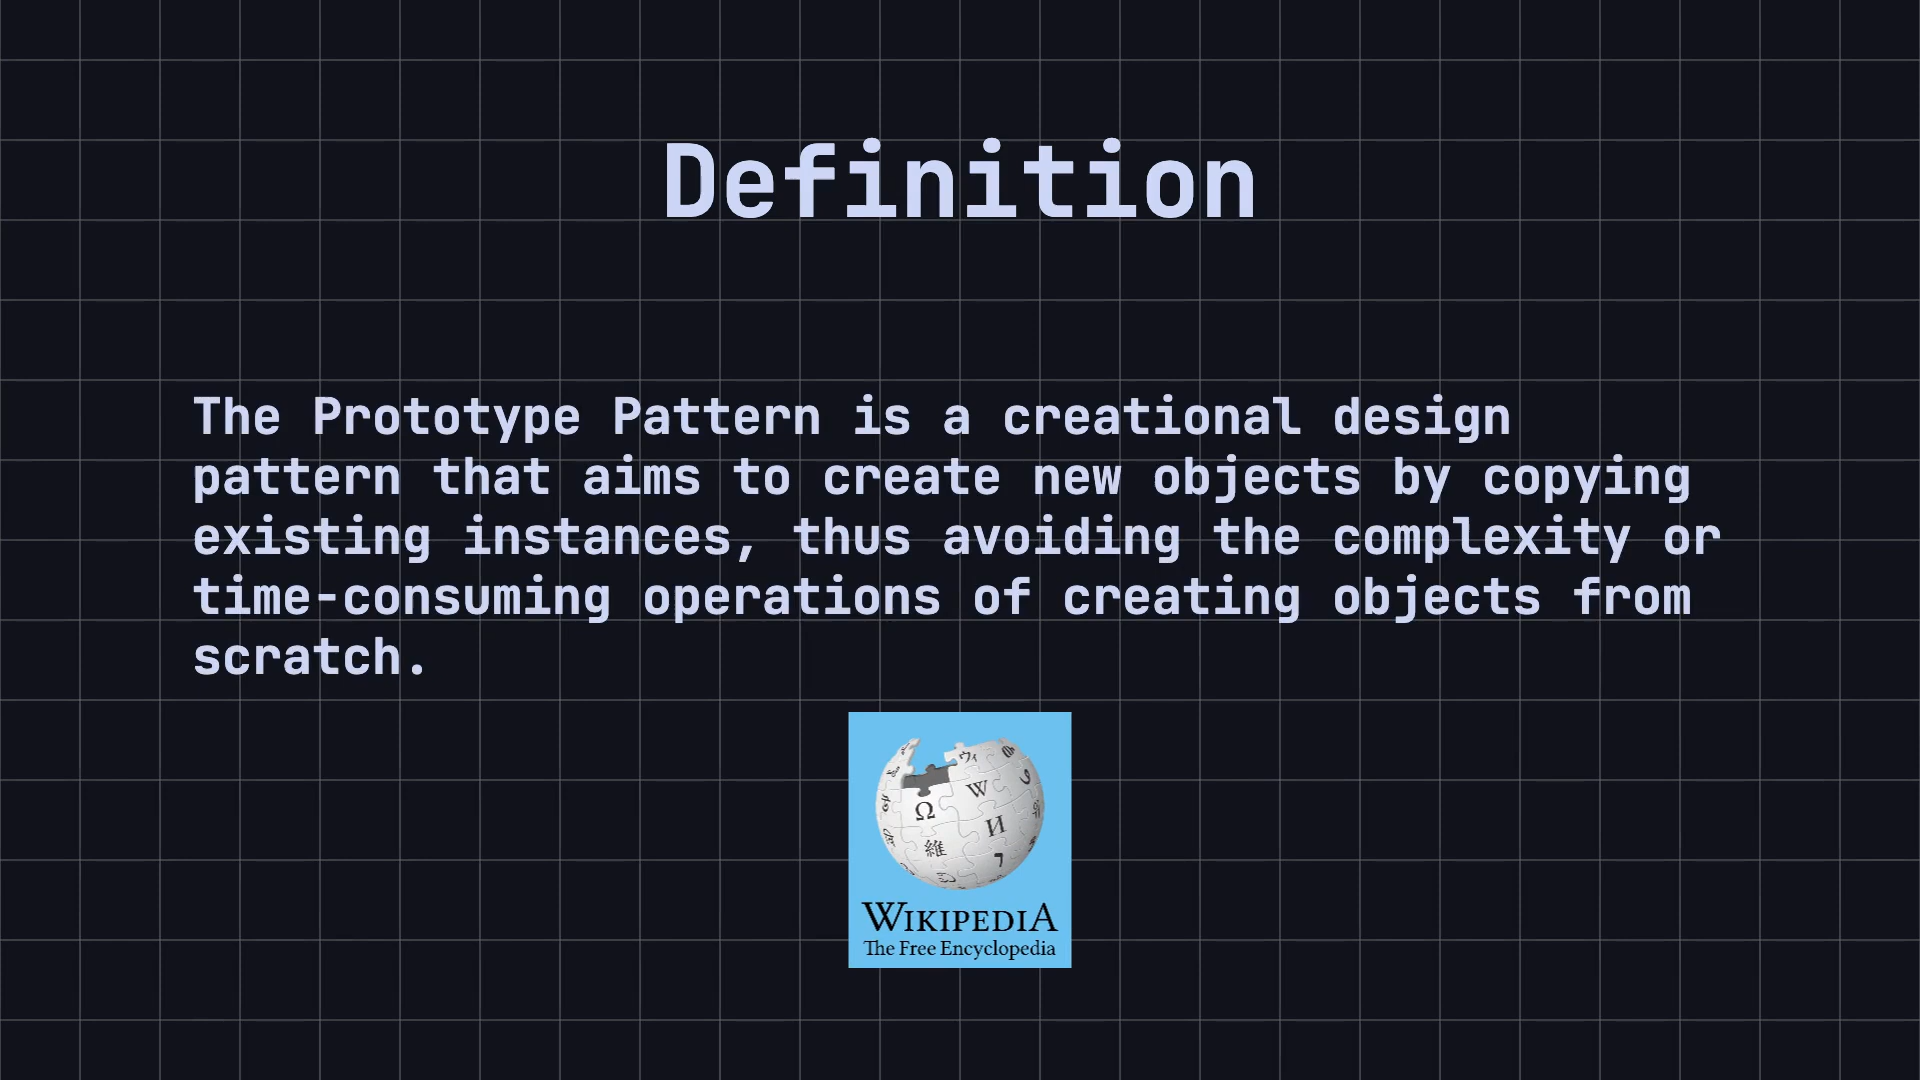 Definition
The Prototype Pattern is a creational design
pattern that aims to create new objects by copying
existing instances, thus avoiding the complexity or
time-consuming operations of creating objects from
scratch.
Ω W И
維
WIKIPEDIA
The Free Encyclopedia